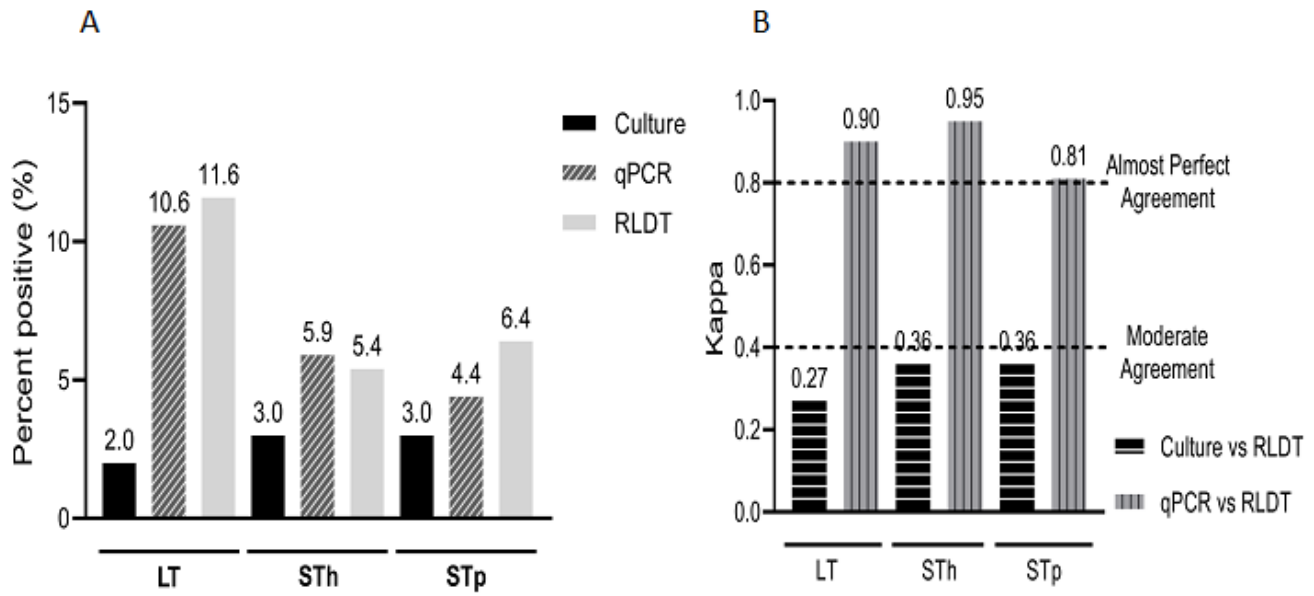 A
Percent positive (%)
15
10
5
0
2.0
10.6
11.6
3.0
5.9
5.4
3.0
4.4
6.4
LT
STh
STp
Culture
qPCR
RLDT
B
Kappa
1.0
0.8
0.6
0.4
0.2
0.0
0.27
0.90
0.36
0.95
0.36
0.81
Almost Perfect
Agreement
Moderate
Agreement
LT
STh
STp
Culture vs RLDT
qPCR vs RLDT